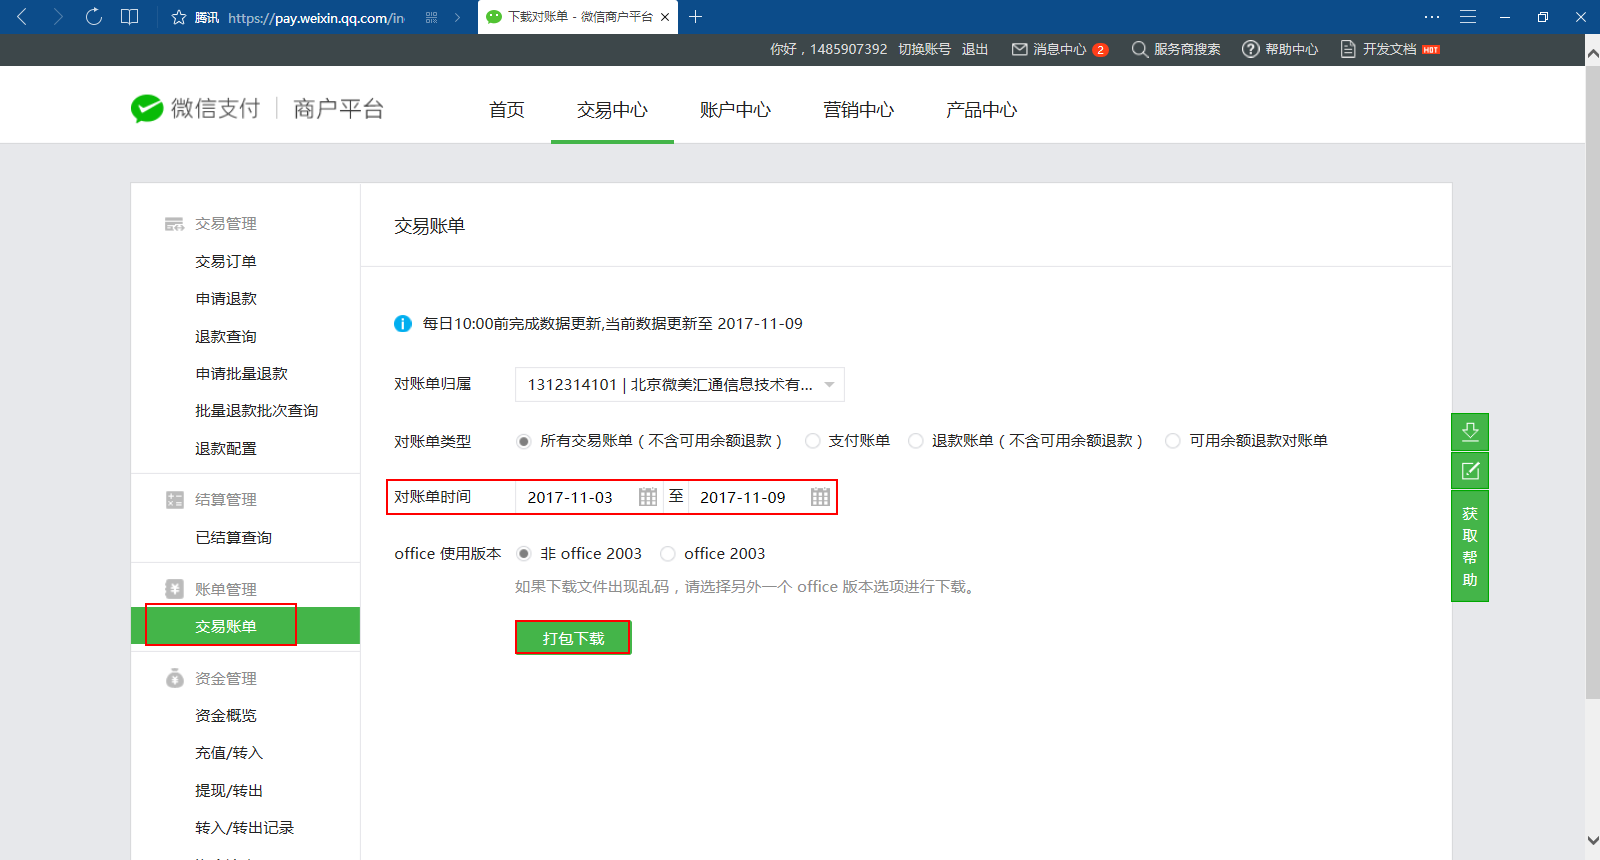 腾讯 https://pay.weixin.qq.com/in 下载对账单 - 微信商户平台
你好，1485907392 切换账号 退出 消息中心 2 服务商搜索 帮助中心 开发文档 HOT
微信支付 商户平台 首页 交易中心 账户中心 营销中心 产品中心
交易管理
交易订单
申请退款
退款查询
申请批量退款
批量退款批次查询
退款配置
结算管理
已结算查询
账单管理
交易账单
资金管理
资金概览
充值/转入
提现/转出
转入/转出记录
交易账单
每日10:00前完成数据更新,当前数据更新至 2017-11-09
对账单归属 1312314101 | 北京微美汇通信息技术有...
对账单类型 所有交易账单（不含可用余额退款） 支付账单 退款账单（不含可用余额退款） 可用余额退款对账单
对账单时间 2017-11-03 至 2017-11-09
office 使用版本 非 office 2003 office 2003
如果下载文件出现乱码，请选择另外一个 office 版本选项进行下载。
打包下载
获
取
帮
助